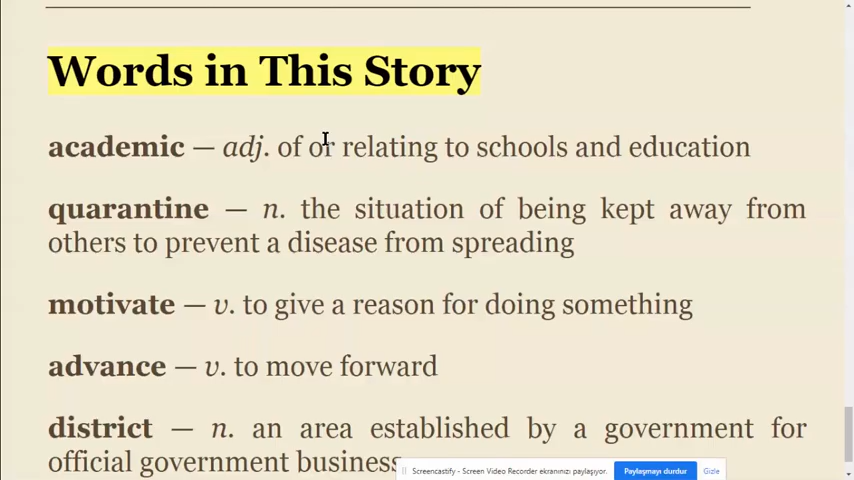 Words in This Story
academic — adj. of or relating to schools and education
quarantine — n. the situation of being kept away from
others to prevent a disease from spreading
motivate — v. to give a reason for doing something
advance — v. to move forward
district — n. an area established by a government for
official government business
Screencastify - Screen Video Recorder ekranınızı paylaşıyor. Paylaşmayı durdur Gizle